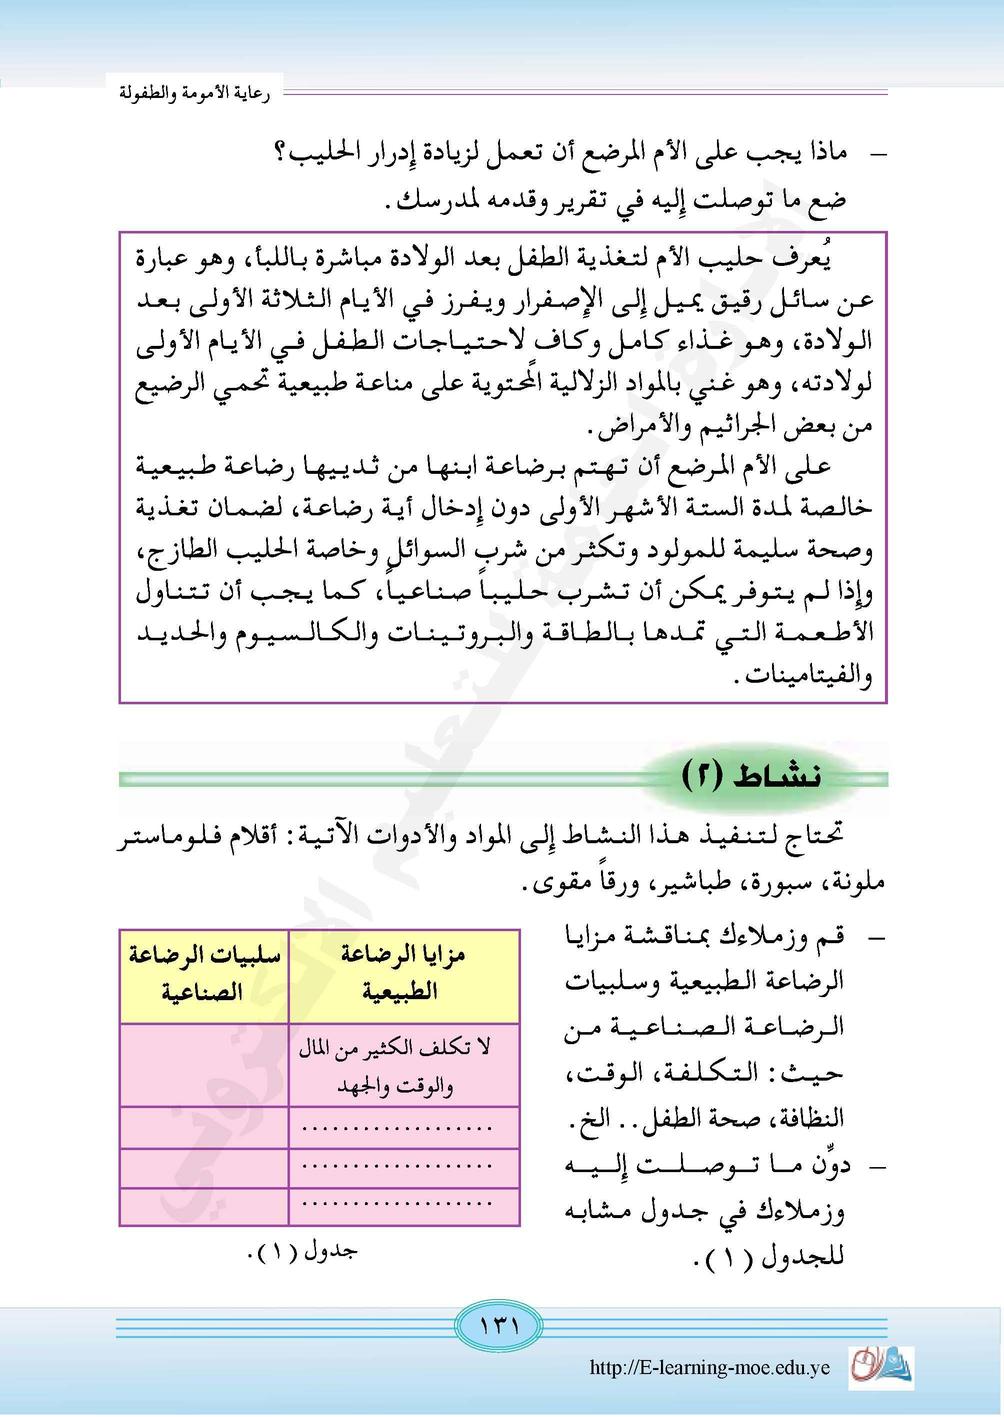 رعاية الأمومة والطفولة
– ماذا يجب على الأم المرضع أن تعمل لزيادة إدرار الحليب؟
ضع ما توصلت إليه في تقرير وقدمه لمدرسك.
يُعرف حليب الأم لتغذية الطفل بعد الولادة مباشرة باللبأ، وهو عبارة
عن سائل رقيق يميل إلى الإصفرار ويفرز في الأيام الثلاثة الأولى بعد
الولادة، وهو غذاء كامل وكافٍ لاحتياجات الطفل في الأيام الأولى
لولادته، وهو غني بالمواد الزلالية المحتوية على مناعة طبيعية تحمي الرضيع
من بعض الجراثيم والأمراض.
على الأم المرضع أن تهتم برضاعة ابنها من ثدييها رضاعة طبيعية
خالصة لمدة الستة الأشهر الأولى دون إدخال أية رضاعة، لضمان تغذية
وصحة سليمة للمولود وتكثر من شرب السوائل وخاصة الحليب الطازج،
وإذا لم يتوفر يمكن أن تشرب حليباً صناعياً، كما يجب أن تتناول
الأطعمة التي تمدها بالطاقة والبروتينات والكالسيوم والحديد
والفيتامينات.
نشاط (٢)
تحتاج لتنفيذ هذا النشاط إلى المواد والأدوات الآتية: أقلام فلوماستر
ملونة، سبورة، طباشير، ورقاً مقوى.
– قم وزملاءك بمناقشة مزايا
الرضاعة الطبيعية وسلبيات
الرضاعة الصناعية من
حيث: التكلفة، الوقت،
النظافة، صحة الطفل.. الخ.
– دوِّن ما توصلت إليه
وزملاءك في جدول مشابه
للجدول (١).
مزايا الرضاعة
الطبيعية
سلبيات الرضاعة
الصناعية
لا تكلف الكثير من المال
والوقت والجهد
...................
...................
...................
جدول (١).
١٣١
http://E-learning-moe.edu.ye